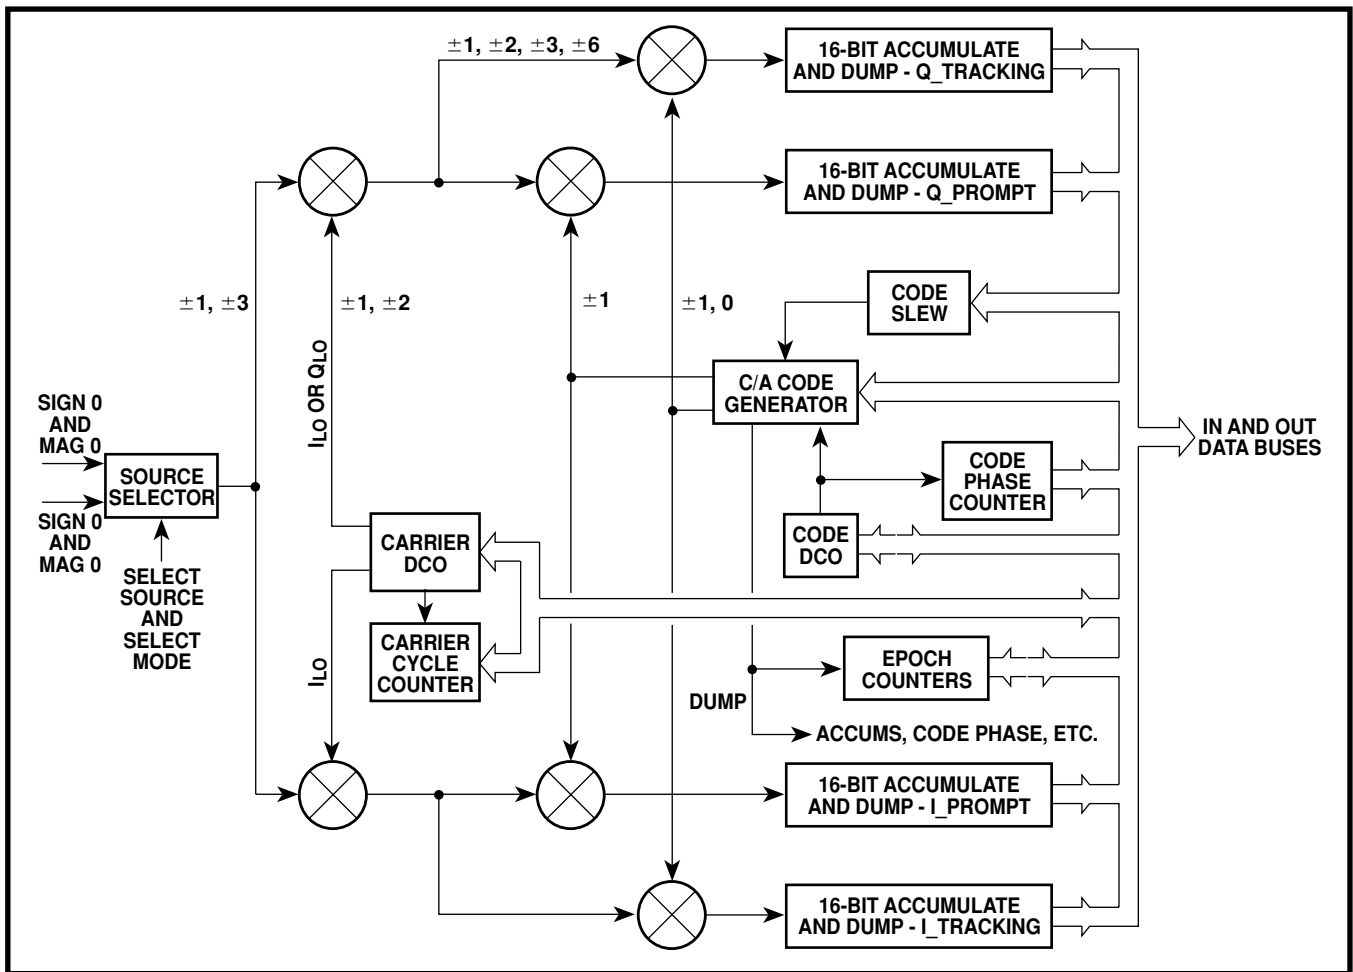 ±1, ±2, ±3, ±6
16-BIT ACCUMULATE
AND DUMP - Q_TRACKING
16-BIT ACCUMULATE
AND DUMP - Q_PROMPT
±1, ±3
±1, ±2
±1
±1, 0
CODE
SLEW
I_LO OR Q_LO
C/A CODE
GENERATOR
SIGN 0
AND
MAG 0
SOURCE
SELECTOR
SIGN 0
AND
MAG 0
SELECT
SOURCE
AND
SELECT
MODE
CARRIER
DCO
CARRIER
CYCLE
COUNTER
I_LO
CODE
PHASE
COUNTER
CODE
DCO
IN AND OUT
DATA BUSES
EPOCH
COUNTERS
DUMP
ACCUMS, CODE PHASE, ETC.
16-BIT ACCUMULATE
AND DUMP - I_PROMPT
16-BIT ACCUMULATE
AND DUMP - I_TRACKING